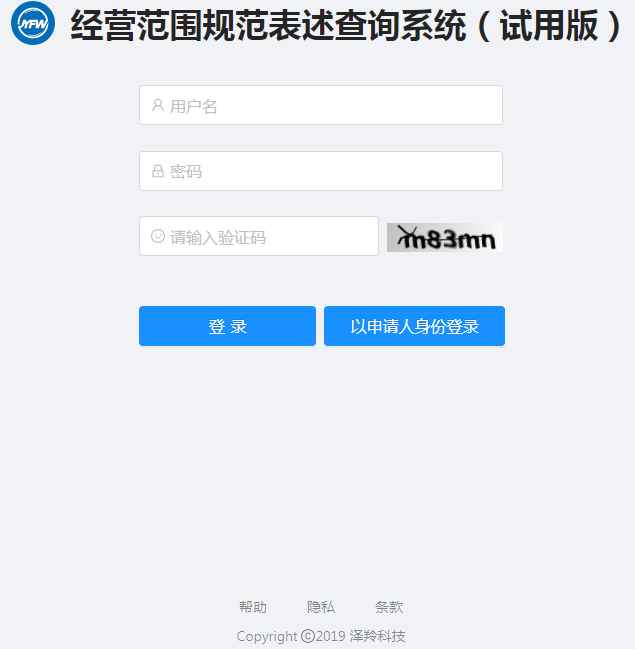 JYFW
经营范围规范表述查询系统（试用版）
用户名
密码
请输入验证码
m83mn
登 录
以申请人身份登录
帮助 隐私 条款
Copyright ©2019 泽羚科技